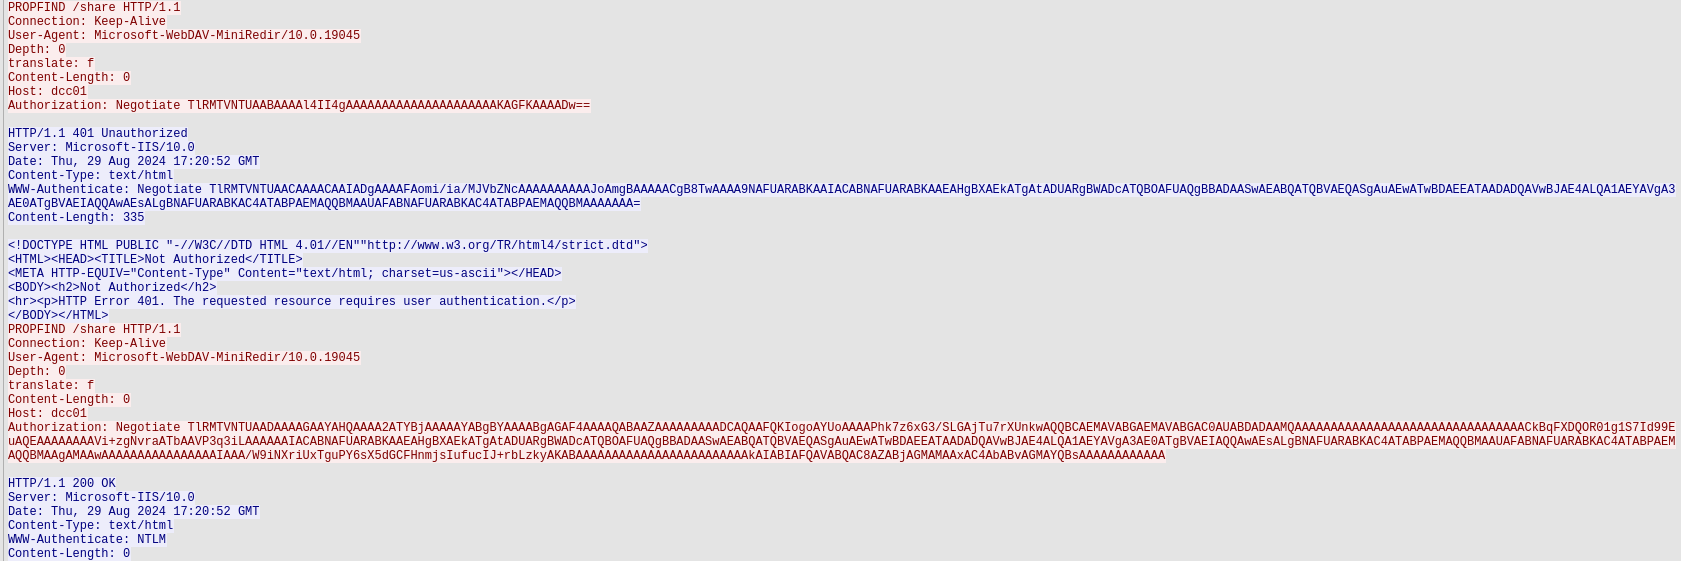 PROPFIND /share HTTP/1.1
Connection: Keep-Alive
User-Agent: Microsoft-WebDAV-MiniRedir/10.0.19045
Depth: 0
translate: f
Content-Length: 0
Host: dcc01
Authorization: Negotiate TlRMTVNTUAABAAAAl4II4gAAAAAAAAAAAAAAAAAAAAAKAGFKAAAADw==
HTTP/1.1 401 Unauthorized
Server: Microsoft-IIS/10.0
Date: Thu, 29 Aug 2024 17:20:52 GMT
Content-Type: text/html
WWW-Authenticate: Negotiate TlRMTVNTUAACAAAACAAIADgAAAAFAomi/ia/MJVbZNcAAAAAAAAAAJoAmgBAAAAACgB8TwAAAA9NAFUARABKAAIACABNAFUARABKAAEAHgBXAEkATgAtADUARgBWADcATQBOAFUAQgBBADAASwAEABQATQBVAEQASgAuAEwATwBDAEEATAADADQAVwBJAE4ALQA1AEYAVgA3
AE0ATgBVAEIAQQAwAEsALgBNAFUARABKAC4ATABPAEMAQQBMAAUAFABNAFUARABKAC4ATABPAEMAQQBMAAAAAAA=
Content-Length: 335
<!DOCTYPE HTML PUBLIC "-//W3C//DTD HTML 4.01//EN""http://www.w3.org/TR/html4/strict.dtd">
<HTML><HEAD><TITLE>Not Authorized</TITLE>
<META HTTP-EQUIV="Content-Type" Content="text/html; charset=us-ascii"></HEAD>
<BODY><h2>Not Authorized</h2>
<hr><p>HTTP Error 401. The requested resource requires user authentication.</p>
</BODY></HTML>
PROPFIND /share HTTP/1.1
Connection: Keep-Alive
User-Agent: Microsoft-WebDAV-MiniRedir/10.0.19045
Depth: 0
translate: f
Content-Length: 0
Host: dcc01
Authorization: Negotiate TlRMTVNTUAADAAAAGAAYAHQAAAA2ATYBjAAAAAYABgBYAAAABgAGAF4AAAAQABAAZAAAAAAAAADCAQAAFQKIogoAYUoAAAAPhk7z6xG3/SLGAjTu7rXUnkwAQQBCAEMAVABGAEMAVABGAC0AUABDADAAMQAAAAAAAAAAAAAAAAAAAAAAAAAAAAAAAACkBqFXDQOR01g1S7Id99E
uAQEAAAAAAAAVi+zgNvraATbAAVP3q3iLAAAAAAIACABNAFUARABKAAEAHgBXAEkATgAtADUARgBWADcATQBOAFUAQgBBADAASwAEABQATQBVAEQASgAuAEwATwBDAEEATAADADQAVwBJAE4ALQA1AEYAVgA3AE0ATgBVAEIAQQAwAEsALgBNAFUARABKAC4ATABPAEMAQQBMAAUAFABNAFUARABKAC4ATABPAEM
AQQBMAAgAMAAwAAAAAAAAAAAAAAAAIAAA/W9iNXriUxTguPY6sX5dGCFHnmjsIufucIJ+rbLzkyAKABAAAAAAAAAAAAAAAAAAAAAAAAkAIABIAFQAVABQAC8AZABjAGMAMAAxAC4AbABvAGMAYQBsAAAAAAAAAAAA
HTTP/1.1 200 OK
Server: Microsoft-IIS/10.0
Date: Thu, 29 Aug 2024 17:20:52 GMT
Content-Type: text/html
WWW-Authenticate: NTLM
Content-Length: 0